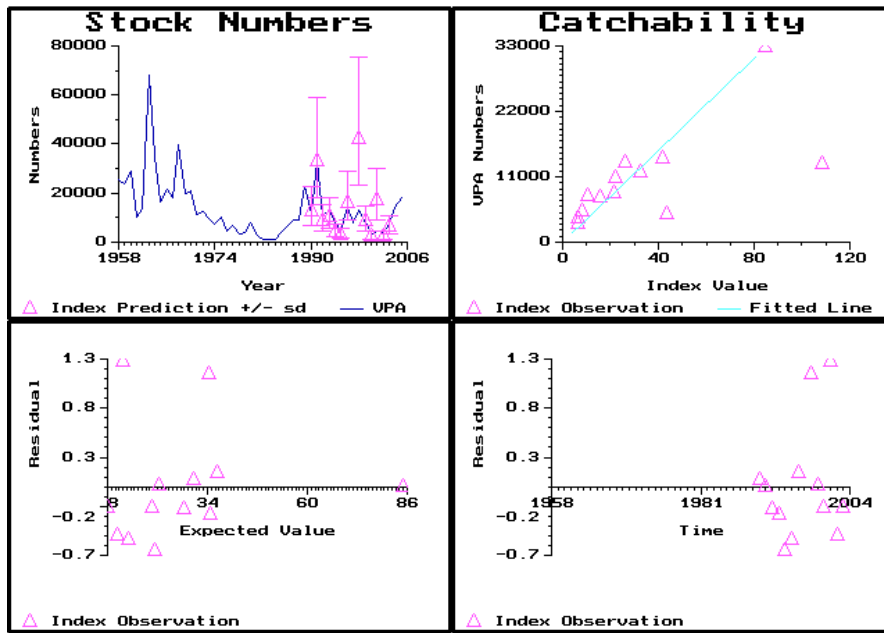 Stock Numbers
80000
60000
40000
20000
0
Numbers
1958
1974
1990
2006
Year
Index Prediction +/- sd
VPA
Catchability
33000
22000
11000
0
VPA Numbers
0
40
80
120
Index Value
Index Observation
Fitted Line
1.3
0.8
0.3
-0.2
-0.7
Residual
8
34
60
86
Expected Value
Index Observation
1.3
0.8
0.3
-0.2
-0.7
Residual
1958
1981
2004
Time
Index Observation